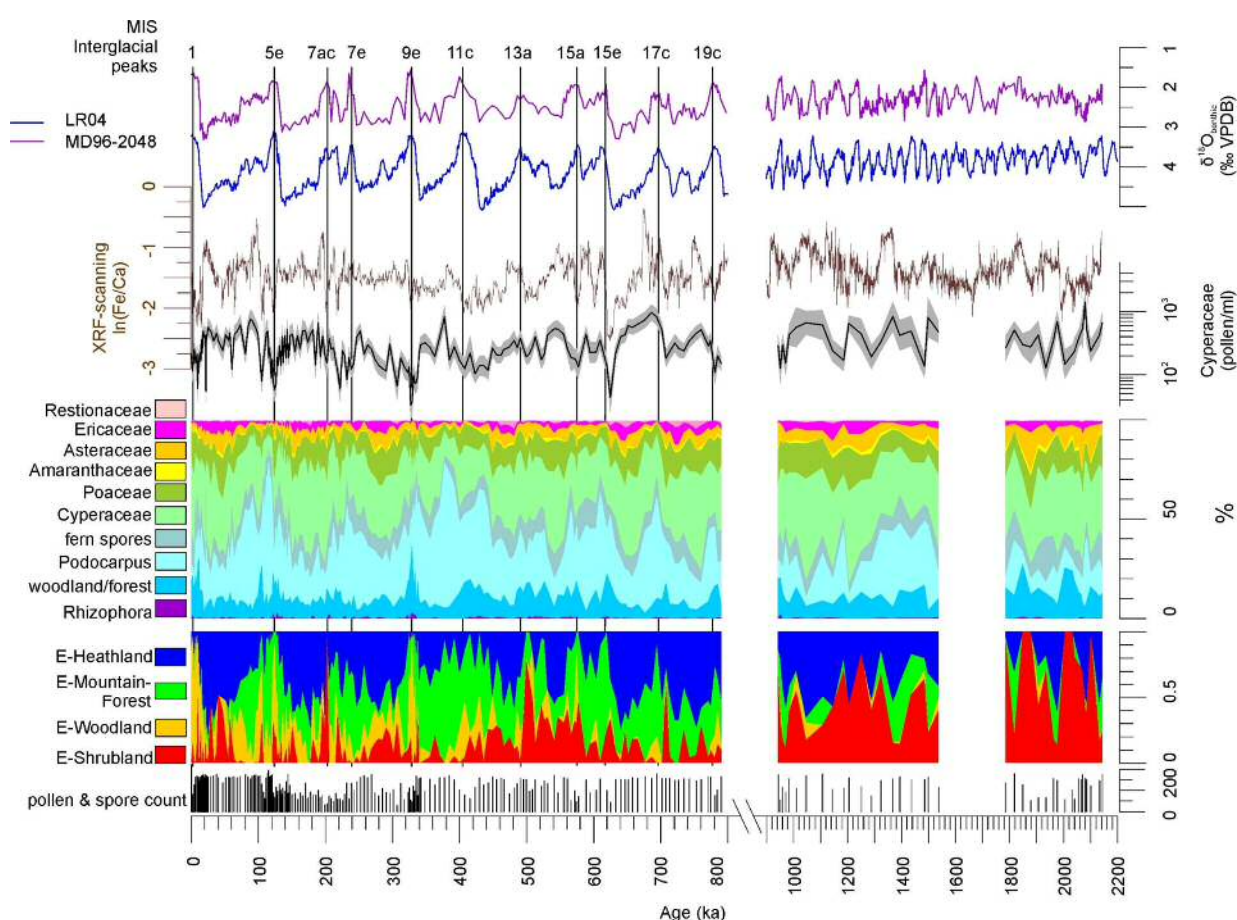 MIS
Interglacial
peaks
1 5e 7ac 7e 9e 11c 13a 15a 15e 17c 19c
LR04
MD96-2048
1
2
3
4
δ18O benthic
(‰ VPDB)
0
-1
-2
-3
XRF-scanning
ln(Fe/Ca)
10³
10²
Cyperaceae
(pollen/ml)
Restionaceae
Ericaceae
Asteraceae
Amaranthaceae
Poaceae
Cyperaceae
fern spores
Podocarpus
woodland/forest
Rhizophora
50
0
%
E-Heathland
E-Mountain-
Forest
E-Woodland
E-Shrubland
0.5
0
pollen & spore count
200
0
0 100 200 300 400 500 600 700 800 1000 1200 1400 1600 1800 2000 2200
Age (ka)